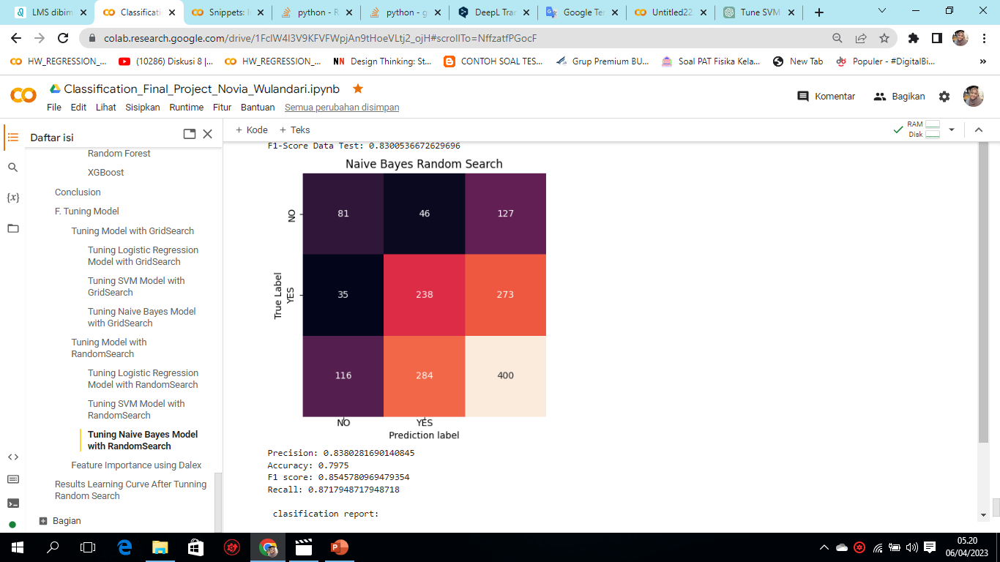 LMS dibim
Classificati
Snippets: I
python - R
python - g
DeepL Tran
Google Ter
Untitled22.
Tune SVM
colab.research.google.com/drive/1FclW4l3V9KFVFWpjAn9tHoeVLtj2_ojH#scrollTo=NffzatfPGocF
HW_REGRESSION_...
(10286) Diskusi 8 |...
HW_REGRESSION_...
NN Design Thinking: St...
CONTOH SOAL TES...
Grup Premium BU...
Soal PAT Fisika Kela...
New Tab
Populer - #DigitalBi...
Classification_Final_Project_Novia_Wulandari.ipynb
Komentar
Bagikan
File Edit Lihat Sisipkan Runtime Fitur Bantuan Semua perubahan disimpan
Daftar isi
+ Kode + Teks
RAM
Disk
Random Forest
XGBoost
Conclusion
F. Tuning Model
Tuning Model with GridSearch
Tuning Logistic Regression
Model with GridSearch
Tuning SVM Model with
GridSearch
Tuning Naive Bayes Model
with GridSearch
Tuning Model with
RandomSearch
Tuning Logistic Regression
Model with RandomSearch
Tuning SVM Model with
RandomSearch
Tuning Naive Bayes Model
with RandomSearch
Feature Importance using Dalex
Results Learning Curve After Tunning
Random Search
Bagian
F1-Score Data Test: 0.8300536672629696
Naive Bayes Random Search
NO
81 46 127
True Label
YES
35 238 273
116 284 400
NO YES
Prediction label
Precision: 0.8380281690140845
Accuracy: 0.7975
F1 score: 0.8545780969479354
Recall: 0.8717948717948718
clasification report:
05.20
06/04/2023